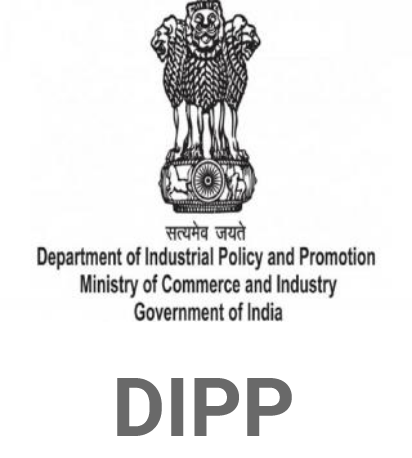 सत्यमेव जयते
Department of Industrial Policy and Promotion
Ministry of Commerce and Industry
Government of India
DIPP